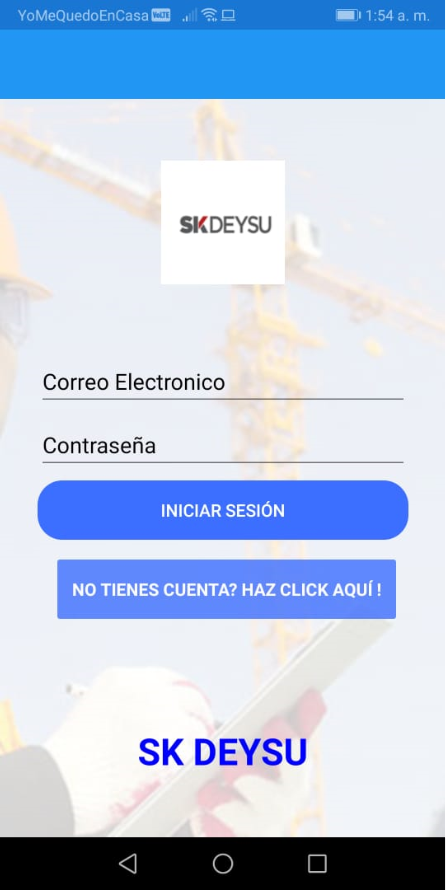 YoMeQuedoEnCasa VoLTE 1:54 a. m.
SKDEYSU
Correo Electronico
Contraseña
INICIAR SESIÓN
NO TIENES CUENTA? HAZ CLICK AQUÍ !
SK DEYSU